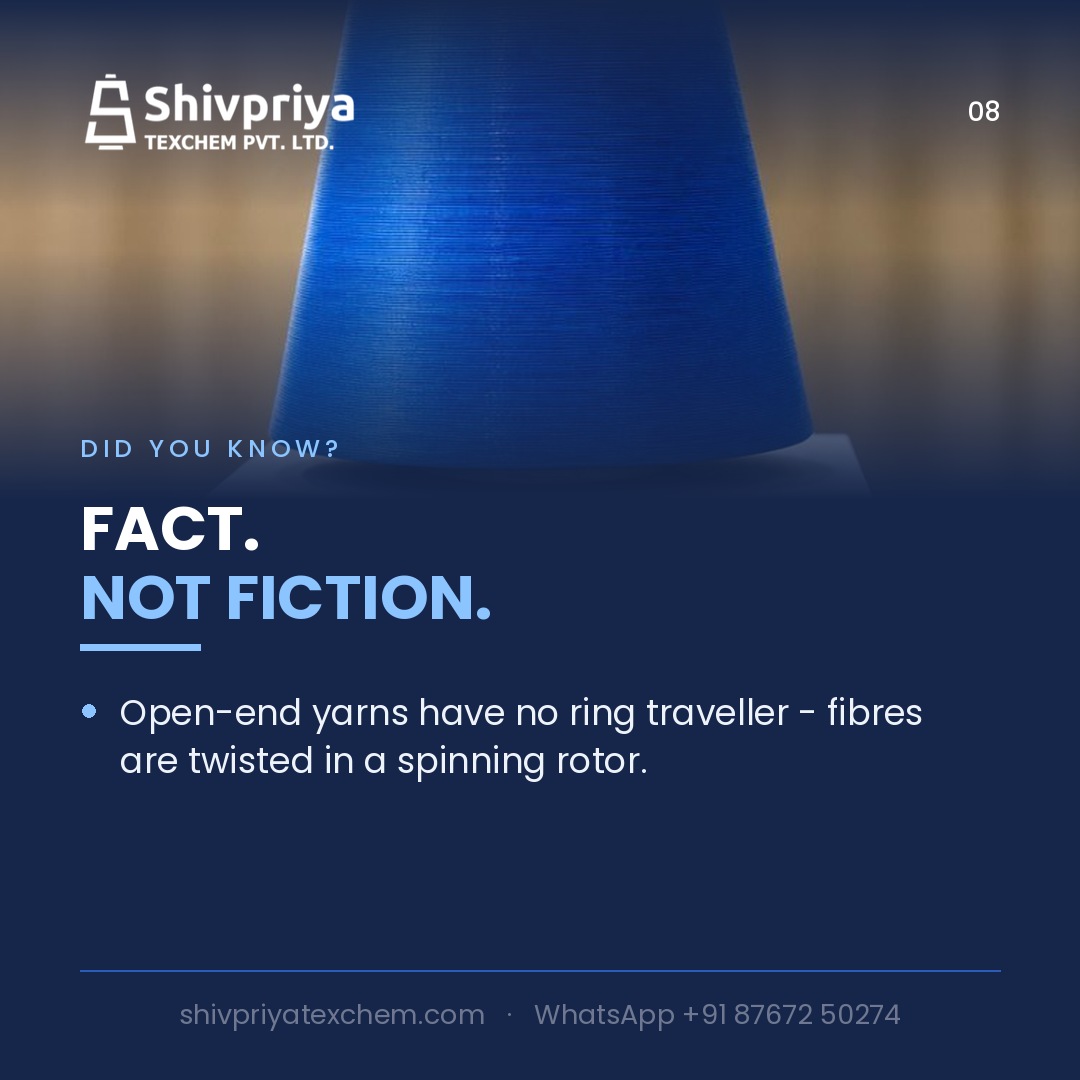 Shivpriya
TEXCHEM PVT. LTD.
08
DID YOU KNOW?
FACT.
NOT FICTION.
• Open-end yarns have no ring traveller - fibres
are twisted in a spinning rotor.
shivpriyatexchem.com · WhatsApp +91 87672 50274